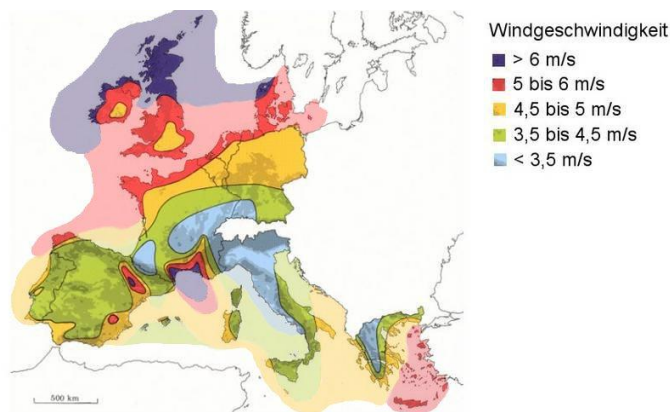 Windgeschwindigkeit
> 6 m/s
5 bis 6 m/s
4,5 bis 5 m/s
3,5 bis 4,5 m/s
< 3,5 m/s
500 km